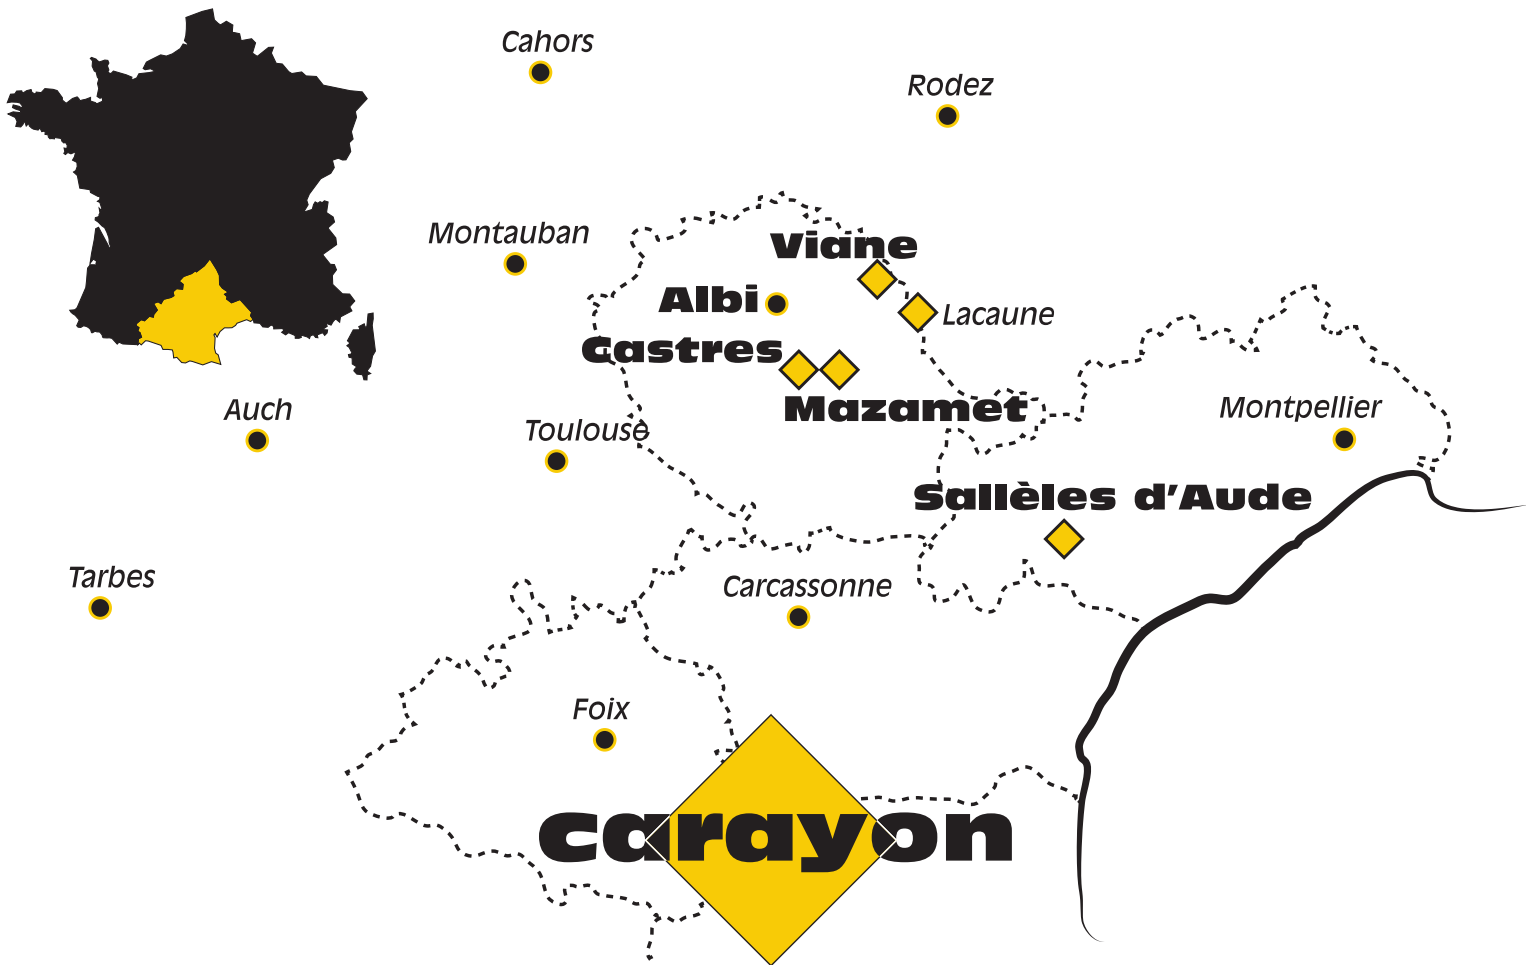 Cahors
Rodez
Montauban
Viane
Albi
Lacaune
Castres
Auch
Mazamet
Montpellier
Toulouse
Sallèles d'Aude
Tarbes
Carcassonne
Foix
carayon